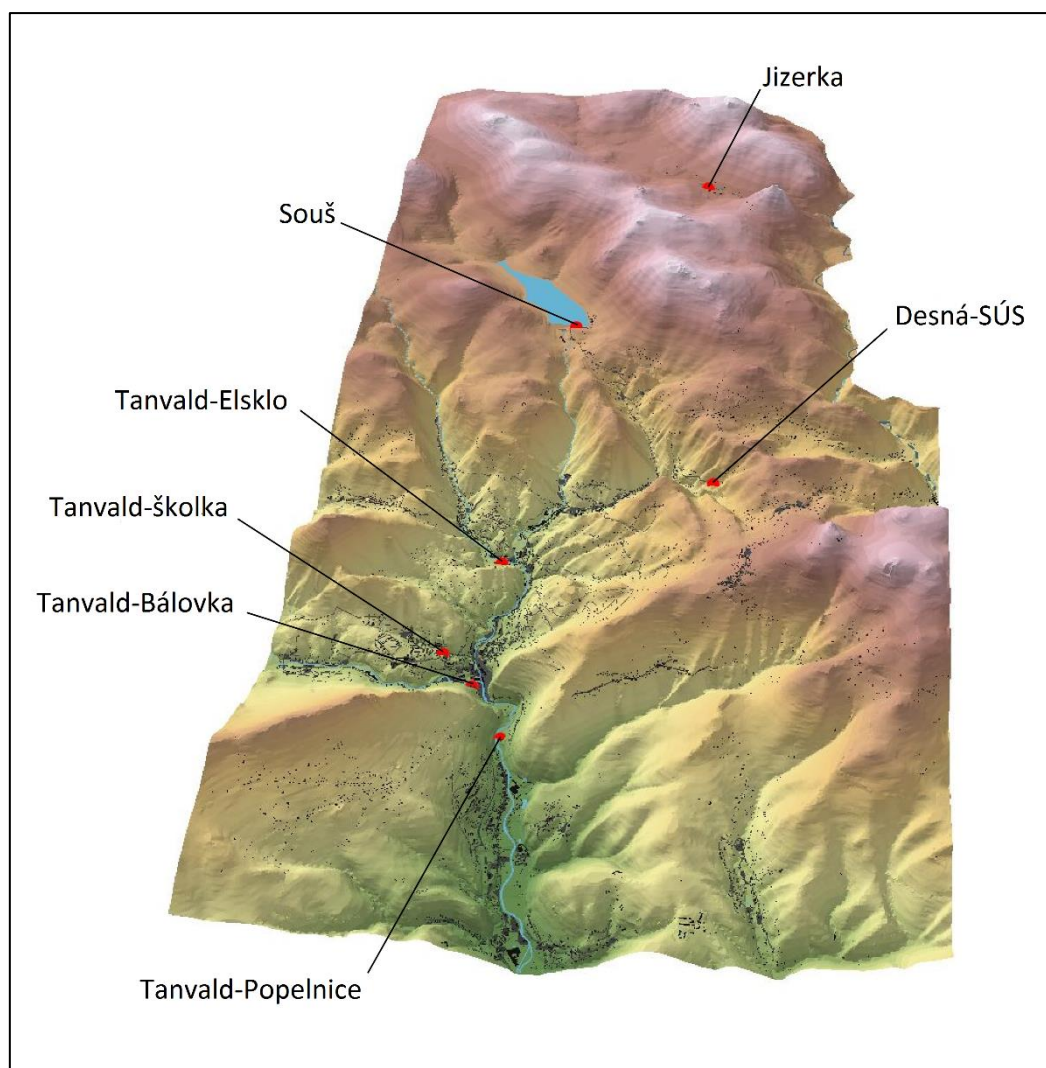 Jizerka
Souš
Desná-SÚS
Tanvald-Elsklo
Tanvald-školka
Tanvald-Bálovka
Tanvald-Popelnice